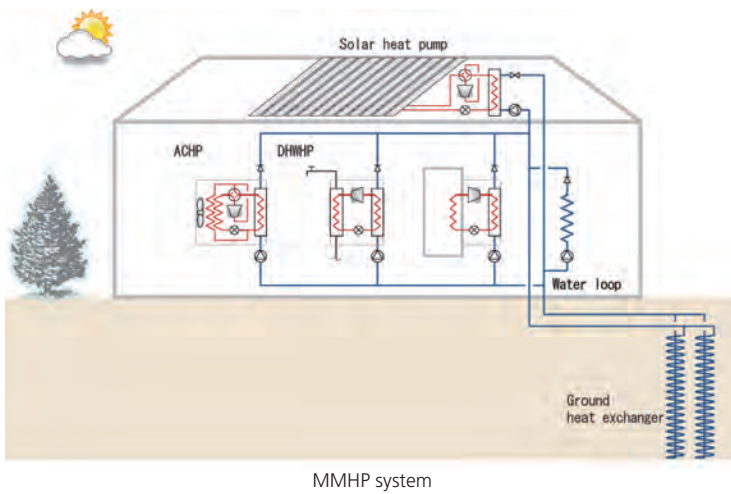 Solar heat pump
ACHP
DHWHP
Water loop
Ground
heat exchanger
MMHP system